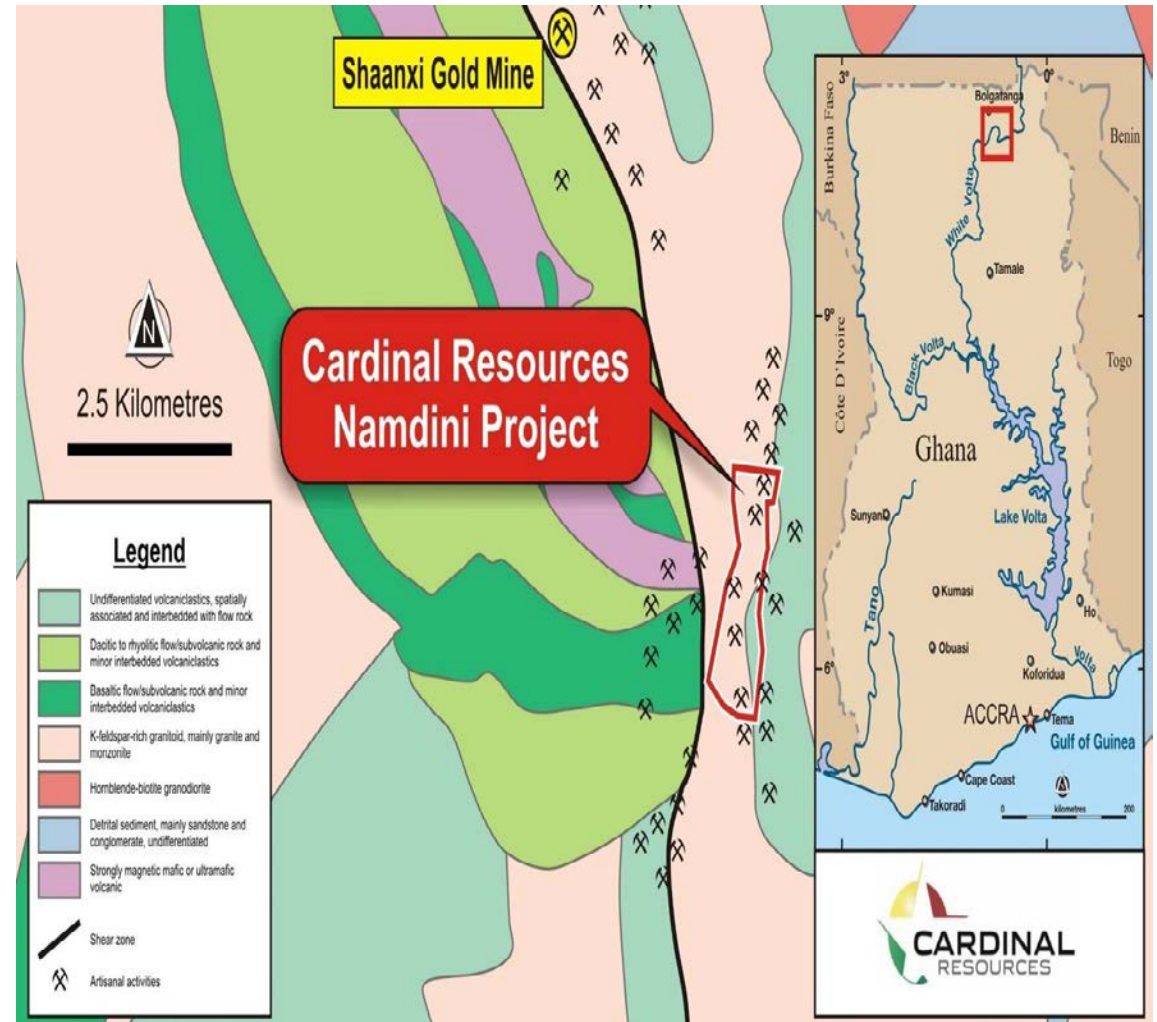 Shaanxi Gold Mine
N
2.5 Kilometres
Cardinal Resources
Namdini Project
Legend
Undifferentiated volcaniclastics, spatially
associated and interbedded with flow rock
Dacitic to rhyolitic flow/subvolcanic rock and
minor interbedded volcaniclastics
Basaltic flow/subvolcanic rock and minor
interbedded volcaniclastics
K-feldspar-rich granitoid, mainly granite and
monzonite
Hornblende-biotite granodiorite
Detrital sediment, mainly sandstone and
conglomerate, undifferentiated
Strongly magnetic mafic or ultramafic
volcanic
Shear zone
Artisanal activities
3°
0°
Bolgatanga
Burkina Faso
Benin
White Volta
Tamale
9°
Black Volta
Togo
Côte D'Ivoire
Ghana
Sunyani
Lake Volta
Kumasi
Tano
Ho
Obuasi
6°
Koforidua
Volta
ACCRA
Tema
Gulf of Guinea
Cape Coast
Takoradi
0 kilometres 200
CARDINAL
RESOURCES